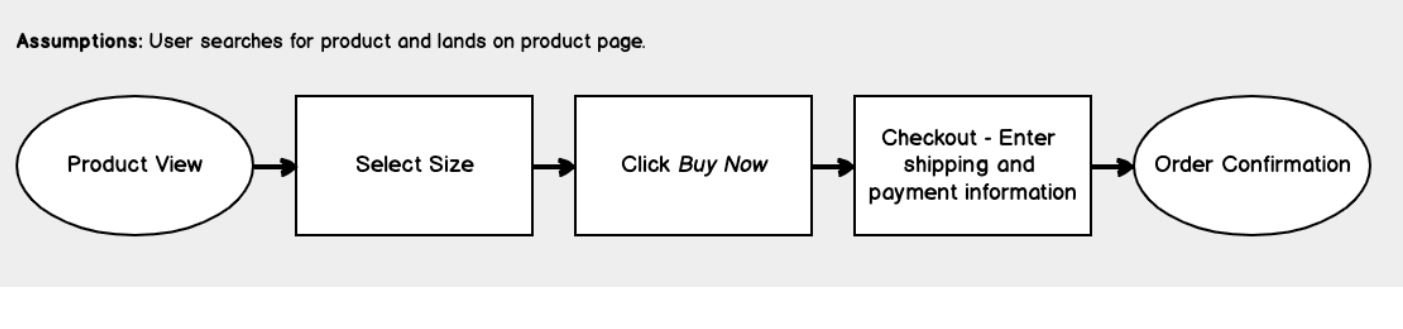 Assumptions: User searches for product and lands on product page.
Product View
Select Size
Click Buy Now
Checkout - Enter
shipping and
payment information
Order Confirmation